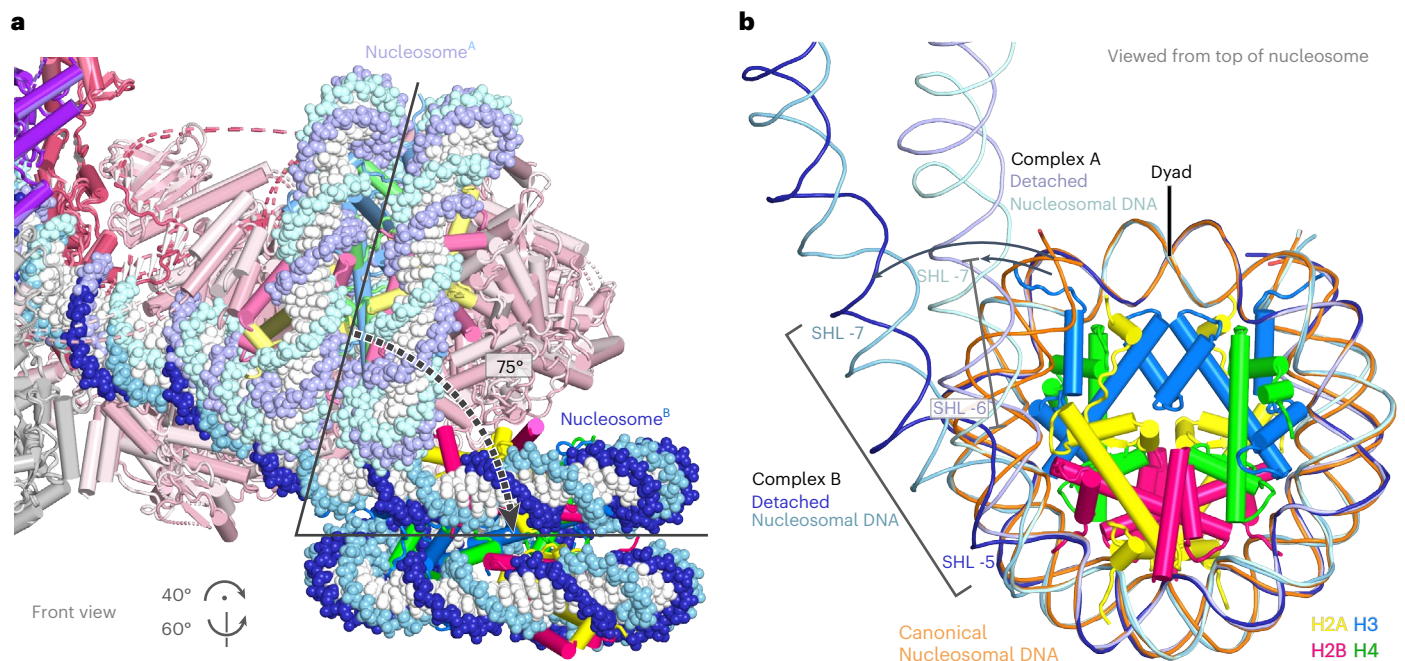 a
Nucleosome^A
75°
Nucleosome^B
Front view
40°
60°
b
Viewed from top of nucleosome
Complex A
Detached
Nucleosomal DNA
Dyad
SHL -7
SHL -7
SHL -6
Complex B
Detached
Nucleosomal DNA
SHL -5
Canonical
Nucleosomal DNA
H2A H3
H2B H4